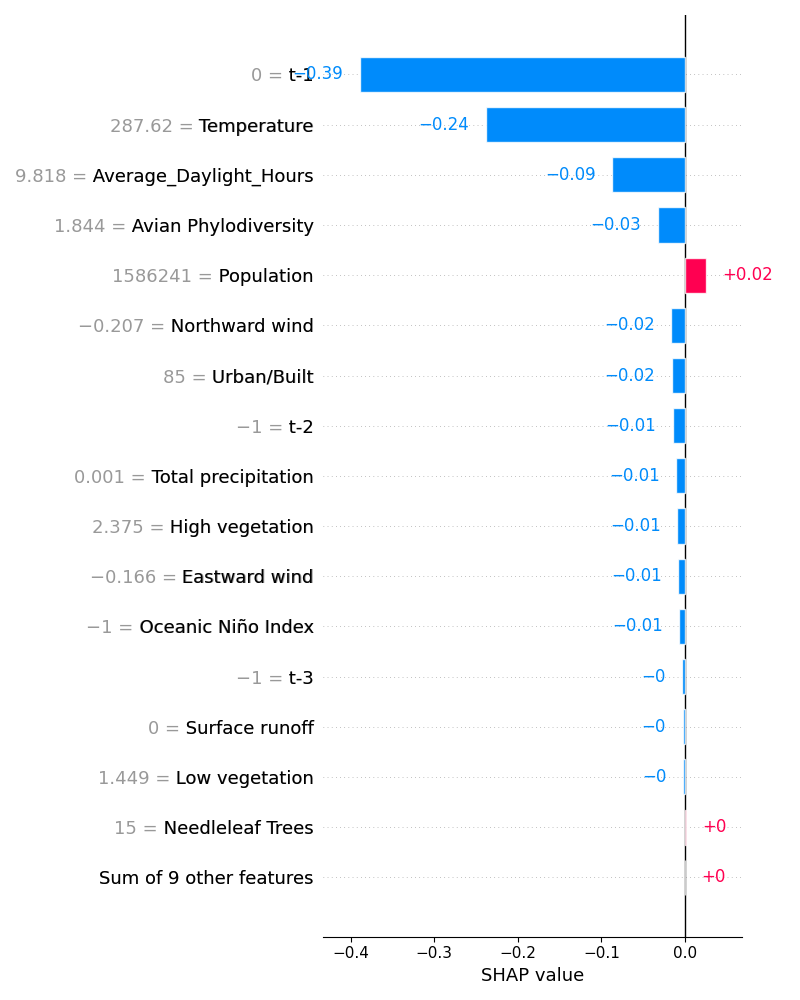 0 = t-1 −0.39
287.62 = Temperature −0.24
9.818 = Average_Daylight_Hours −0.09
1.844 = Avian Phylodiversity −0.03
1586241 = Population +0.02
−0.207 = Northward wind −0.02
85 = Urban/Built −0.02
−1 = t-2 −0.01
0.001 = Total precipitation −0.01
2.375 = High vegetation −0.01
−0.166 = Eastward wind −0.01
−1 = Oceanic Niño Index −0.01
−1 = t-3 −0
0 = Surface runoff −0
1.449 = Low vegetation −0
15 = Needleleaf Trees +0
Sum of 9 other features +0
−0.4 −0.3 −0.2 −0.1 0.0
SHAP value